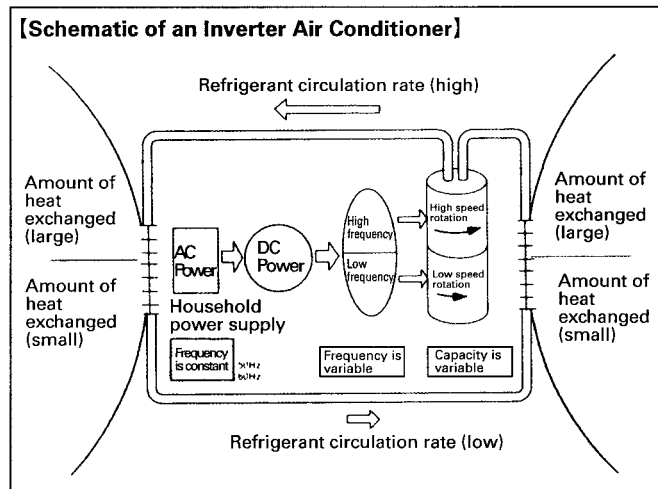 【Schematic of an Inverter Air Conditioner】
Refrigerant circulation rate (high)
Amount of
heat
exchanged
(large)
Amount of
heat
exchanged
(small)
AC
Power
DC
Power
High
frequency
Low
frequency
High speed
rotation
Low speed
rotation
Amount of
heat
exchanged
(large)
Amount of
heat
exchanged
(small)
Household
power supply
Frequency is
constant
50Hz
60Hz
Frequency is
variable
Capacity is
variable
Refrigerant circulation rate (low)